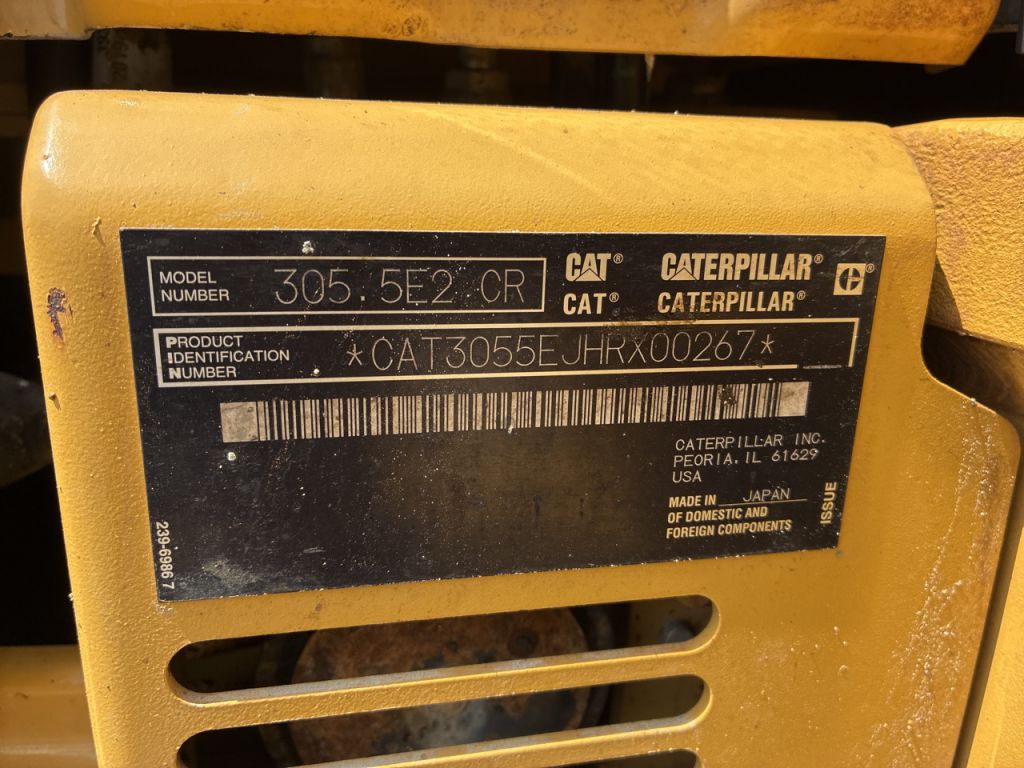 MODEL NUMBER 305.5E2 CR
CAT® CATERPILLAR®
CAT® CATERPILLAR®
PRODUCT
IDENTIFICATION
NUMBER
*CAT3055EJHRX00267*
CATERPILLAR INC.
PEORIA, IL 61629
USA
MADE IN JAPAN
OF DOMESTIC AND
FOREIGN COMPONENTS
ISSUE
239-6986 7